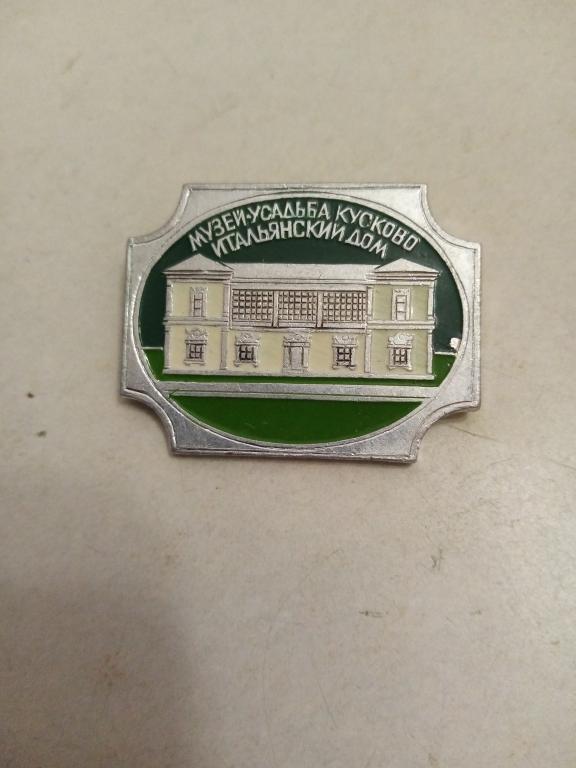 МУЗЕЙ-УСАДЬБА КУСКОВО
ИТАЛЬЯНСКИЙ ДОМ